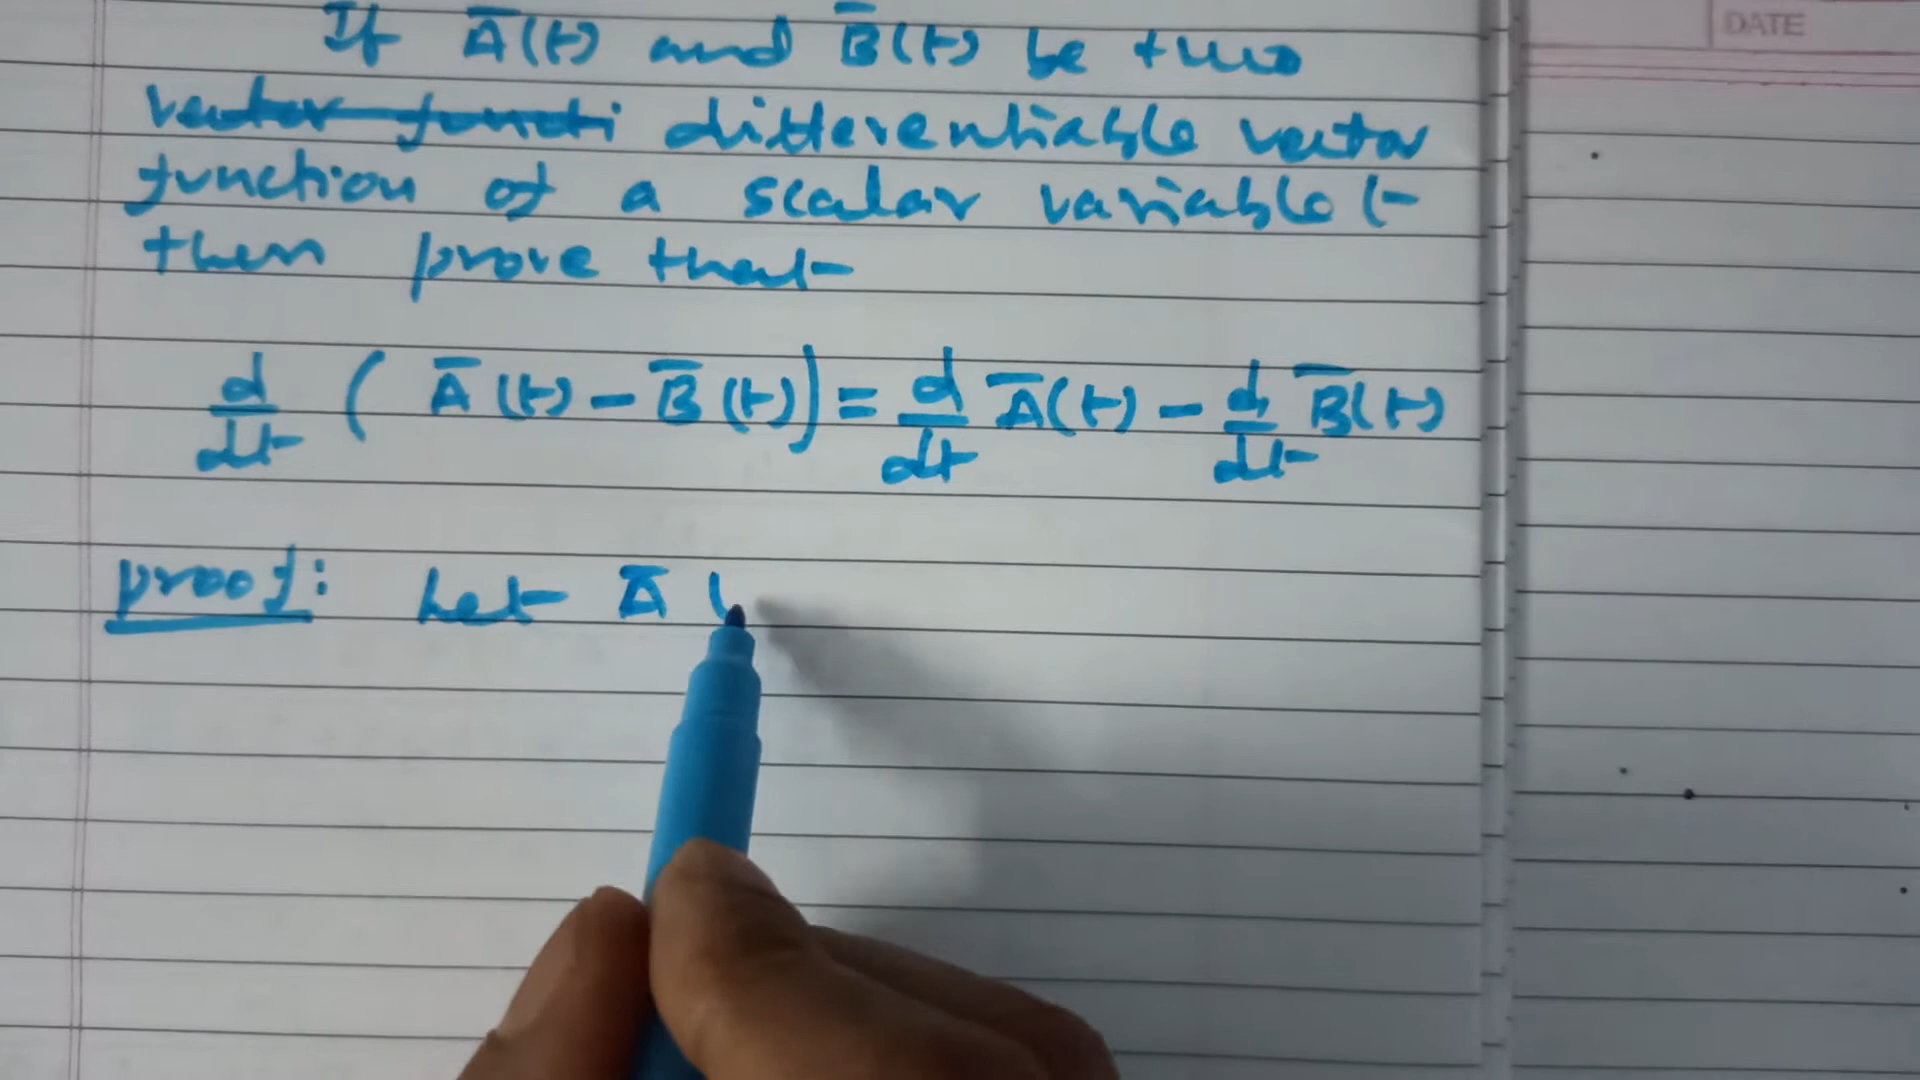 DATE
If A̅(t) and B̅(t) be two
vector functi differentiable vector
function of a scalar variable t
then prove that
d/dt ( A̅(t) - B̅(t) ) = d/dt A̅(t) - d/dt B̅(t)
proof: Let A̅ (